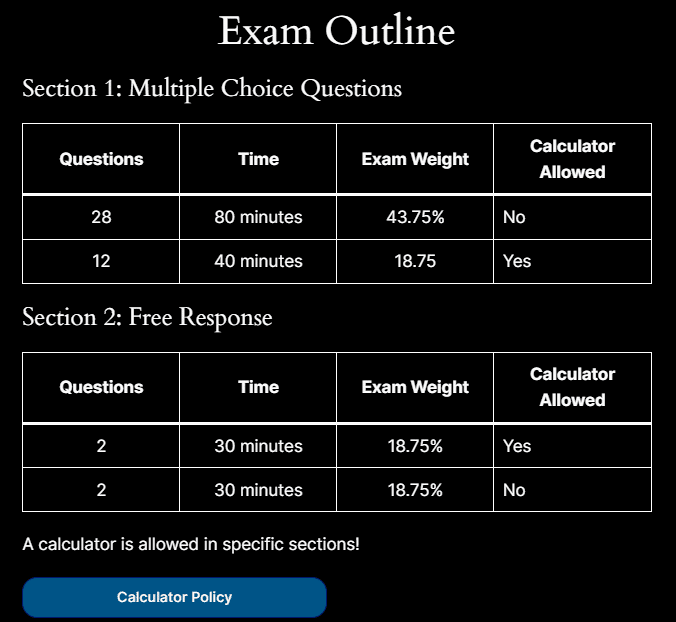 Exam Outline
Section 1: Multiple Choice Questions
Questions Time Exam Weight Calculator Allowed
28 80 minutes 43.75% No
12 40 minutes 18.75 Yes
Section 2: Free Response
Questions Time Exam Weight Calculator Allowed
2 30 minutes 18.75% Yes
2 30 minutes 18.75% No
A calculator is allowed in specific sections!
Calculator Policy